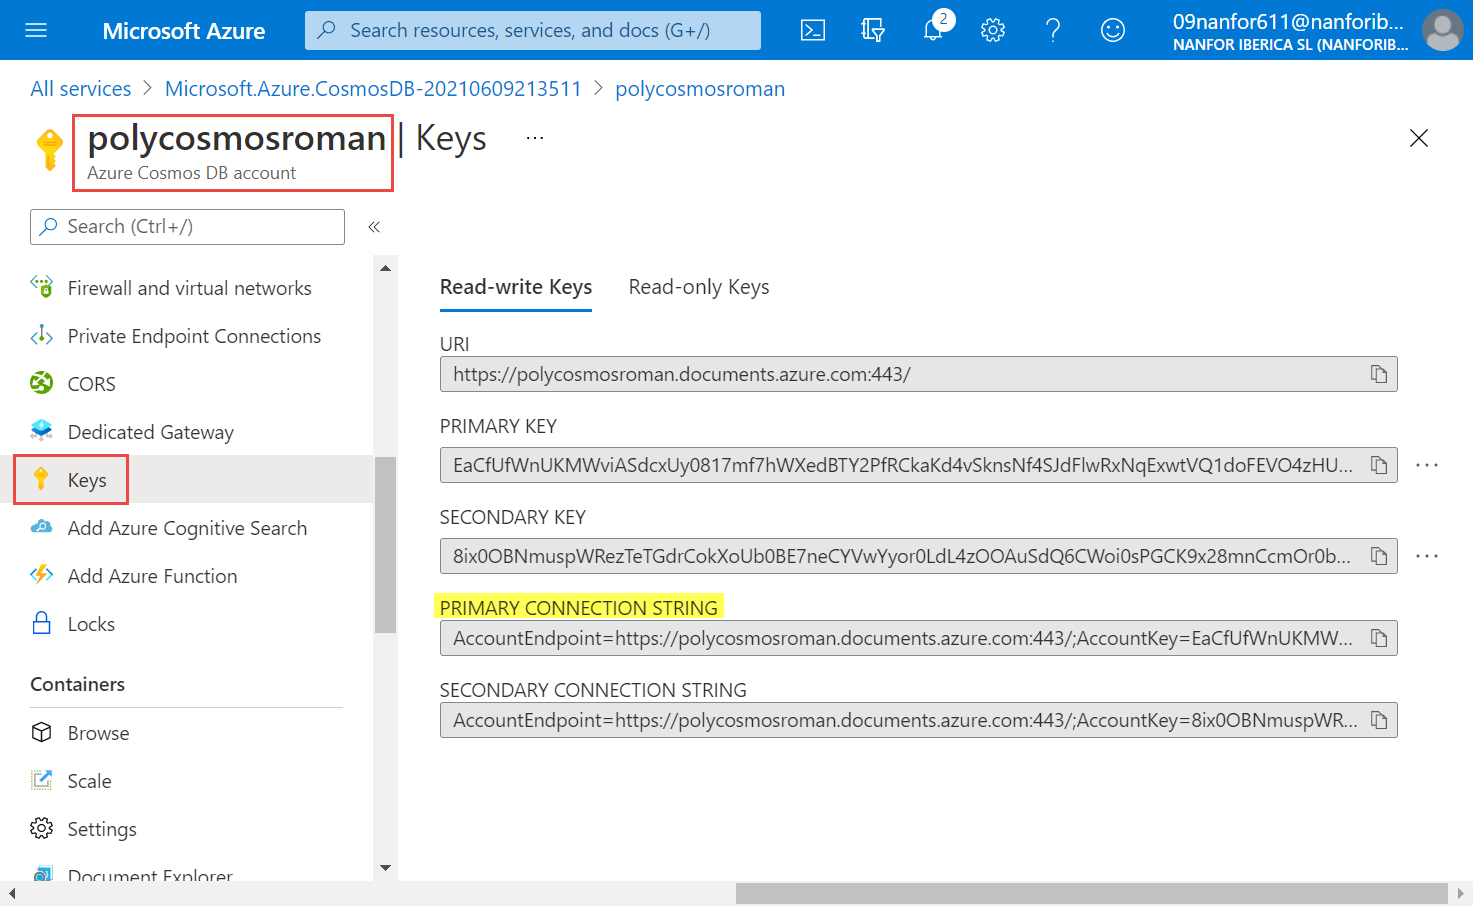 Microsoft Azure
Search resources, services, and docs (G+/)
2
09nanfor611@nanforib...
NANFOR IBERICA SL (NANFORIB...
All services > Microsoft.Azure.CosmosDB-20210609213511 > polycosmosroman
polycosmosroman | Keys ...
Azure Cosmos DB account
Search (Ctrl+/)
«
Firewall and virtual networks
Private Endpoint Connections
CORS
Dedicated Gateway
Keys
Add Azure Cognitive Search
Add Azure Function
Locks
Containers
Browse
Scale
Settings
Document Explorer
Read-write Keys
Read-only Keys
URI
https://polycosmosroman.documents.azure.com:443/
PRIMARY KEY
EaCfUfWnUKMWviASdcxUy0817mf7hWXedBTY2PfRCkaKd4vSknsNf4SJdFlwRxNqExwtVQ1doFEVO4zHU...
SECONDARY KEY
8ix0OBNmuspWRezTeTGdrCokXoUb0BE7neCYVwYyor0LdL4zOOAuSdQ6CWoi0sPGCK9x28mnCcmOr0b...
PRIMARY CONNECTION STRING
AccountEndpoint=https://polycosmosroman.documents.azure.com:443/;AccountKey=EaCfUfWnUKMW...
SECONDARY CONNECTION STRING
AccountEndpoint=https://polycosmosroman.documents.azure.com:443/;AccountKey=8ix0OBNmuspWR...